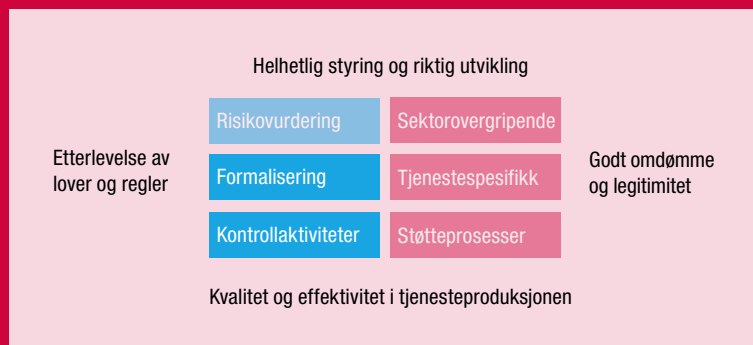 Helhetlig styring og riktig utvikling
Risikovurdering
Sektorovergripende
Etterlevelse av
lover og regler
Formalisering
Tjenestespesifikk
Godt omdømme
og legitimitet
Kontrollaktiviteter
Støtteprosesser
Kvalitet og effektivitet i tjenesteproduksjonen